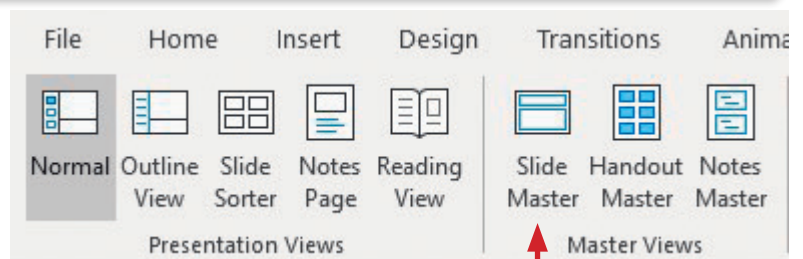 File Home Insert Design Transitions Anima
Normal Outline View Slide Sorter Notes Page Reading View Slide Master Handout Master Notes Master
Presentation Views Master Views